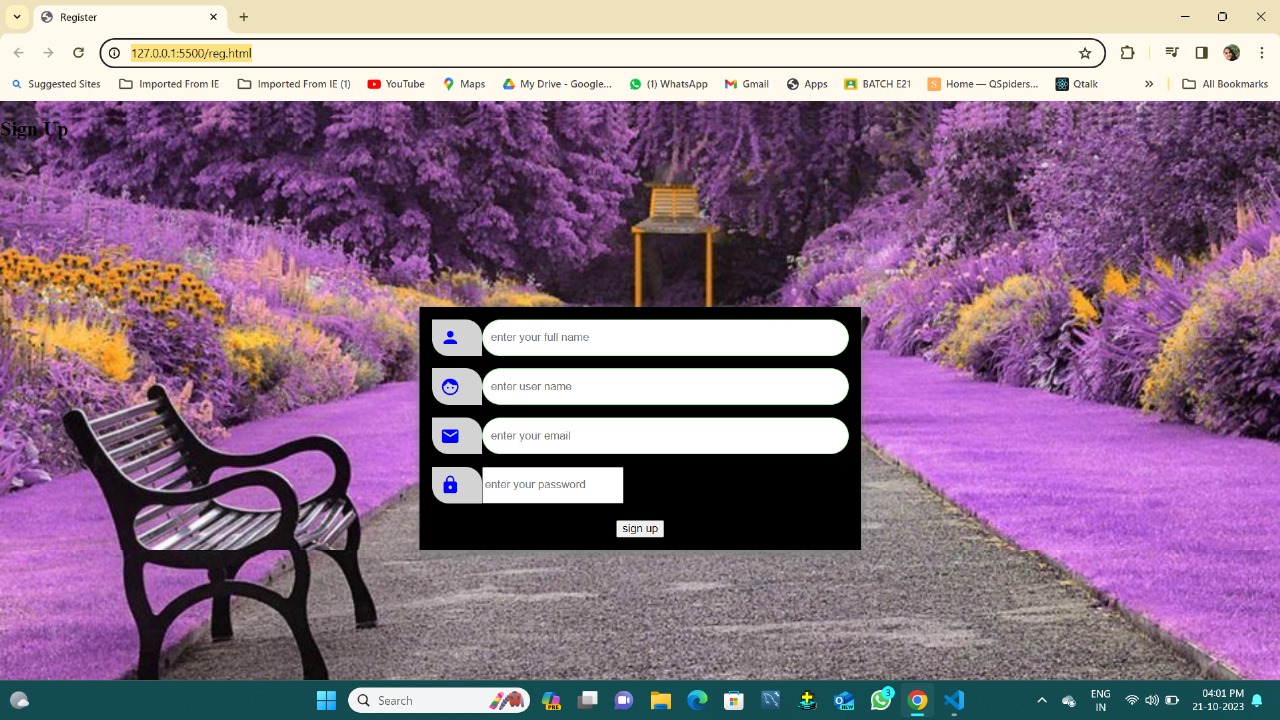 Register
127.0.0.1:5500/reg.html
Suggested Sites Imported From IE Imported From IE (1) YouTube Maps My Drive - Google... (1) WhatsApp Gmail Apps BATCH E21 Home — QSpiders... Qtalk » All Bookmarks
Sign Up
enter your full name
enter user name
enter your email
enter your password
sign up
Search
PRE
NEW
3
ENG
IN
04:01 PM
21-10-2023